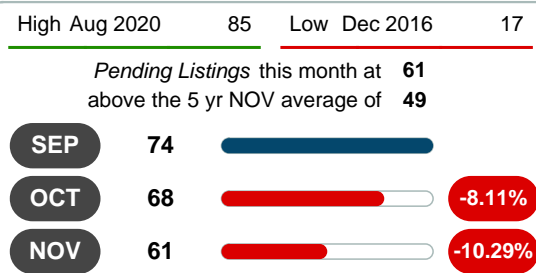 High Aug 2020 85 Low Dec 2016 17
Pending Listings this month at 61
above the 5 yr NOV average of 49
SEP 74
OCT 68 -8.11%
NOV 61 -10.29%